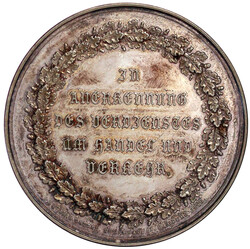 IN
ANERKENNUNG
DES VERDIENSTES
UM HANDEL UND
VERKEHR.